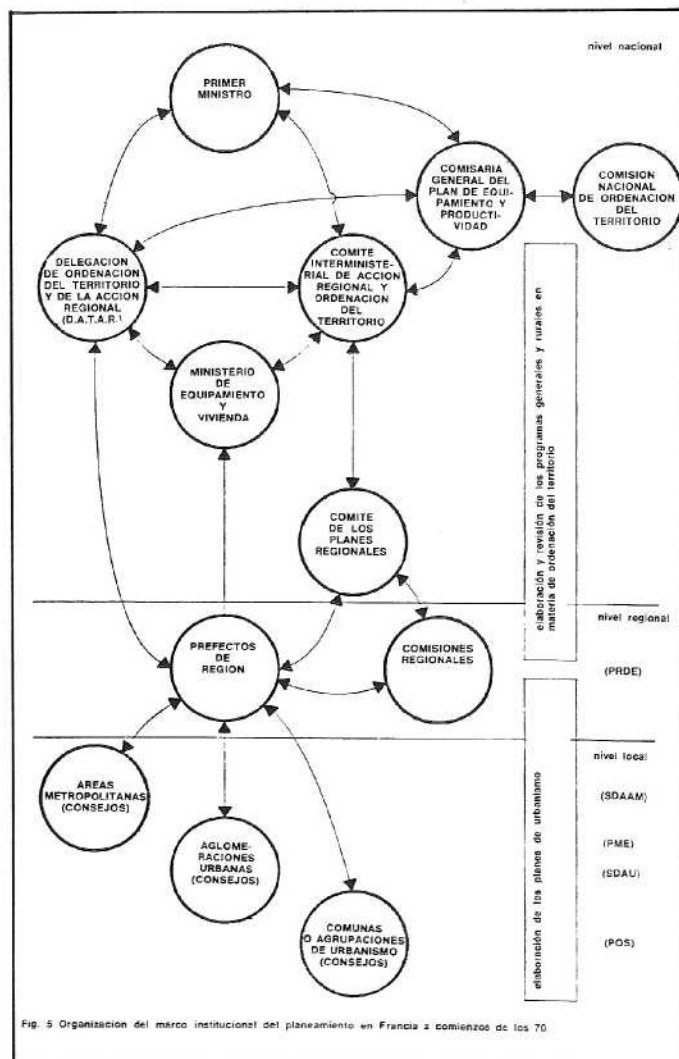 nivel nacional
PRIMER
MINISTRO
COMISARIA
GENERAL DEL
PLAN DE EQUI-
PAMIENTO Y
PRODUCTI-
VIDAD
COMISION
NACIONAL
DE ORDENACION
DEL
TERRITORIO
DELEGACION
DE ORDENACION
DEL TERRITORIO
Y DE LA ACCION
REGIONAL
(D.A.T.A.R.)
COMITE
INTERMINISTE-
RIAL DE ACCION
REGIONAL Y
ORDENACION
DEL
TERRITORIO
MINISTERIO
DE
EQUIPAMIENTO
Y
VIVIENDA
COMITE
DE LOS
PLANES
REGIONALES
elaboración y revisión de los programas generales y rurales en
materia de ordenación del territorio
nivel regional
PREFECTOS
DE
REGION
COMISIONES
REGIONALES
(PRDE)
nivel local
AREAS
METROPOLITANAS
(CONSEJOS)
(SDAAM)
AGLOME-
RACIONES
URBANAS
(CONSEJOS)
(PME)
(SDAU)
COMUNAS
O AGRUPACIONES
DE URBANISMO
(CONSEJOS)
(POS)
elaboración de los planes de urbanismo
Fig. 5 Organización del marco institucional del planeamiento en Francia a comienzos de los 70